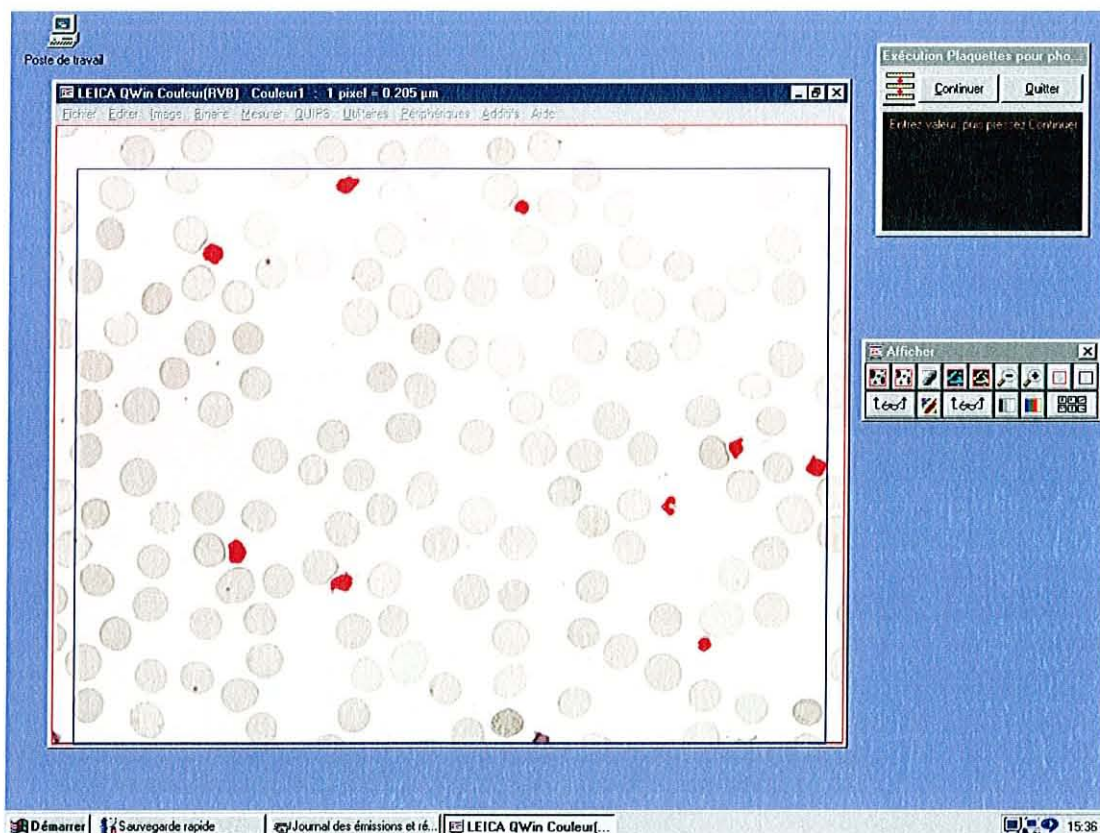 Poste de travail
LEICA QWin Couleur(RVB) Couleur1 : 1 pixel = 0.205 µm
Fichier Editer Image Binaire Mesurer QUIPS Utilitaires Périphériques Addifs Aide
Exécution Plaquettes pour pho...
Continuer Quitter
Entrez valeur, puis pressez Continuer
Afficher
Démarrer Sauvegarde rapide Journal des émissions et ré... LEICA QWin Couleur(... 15:36